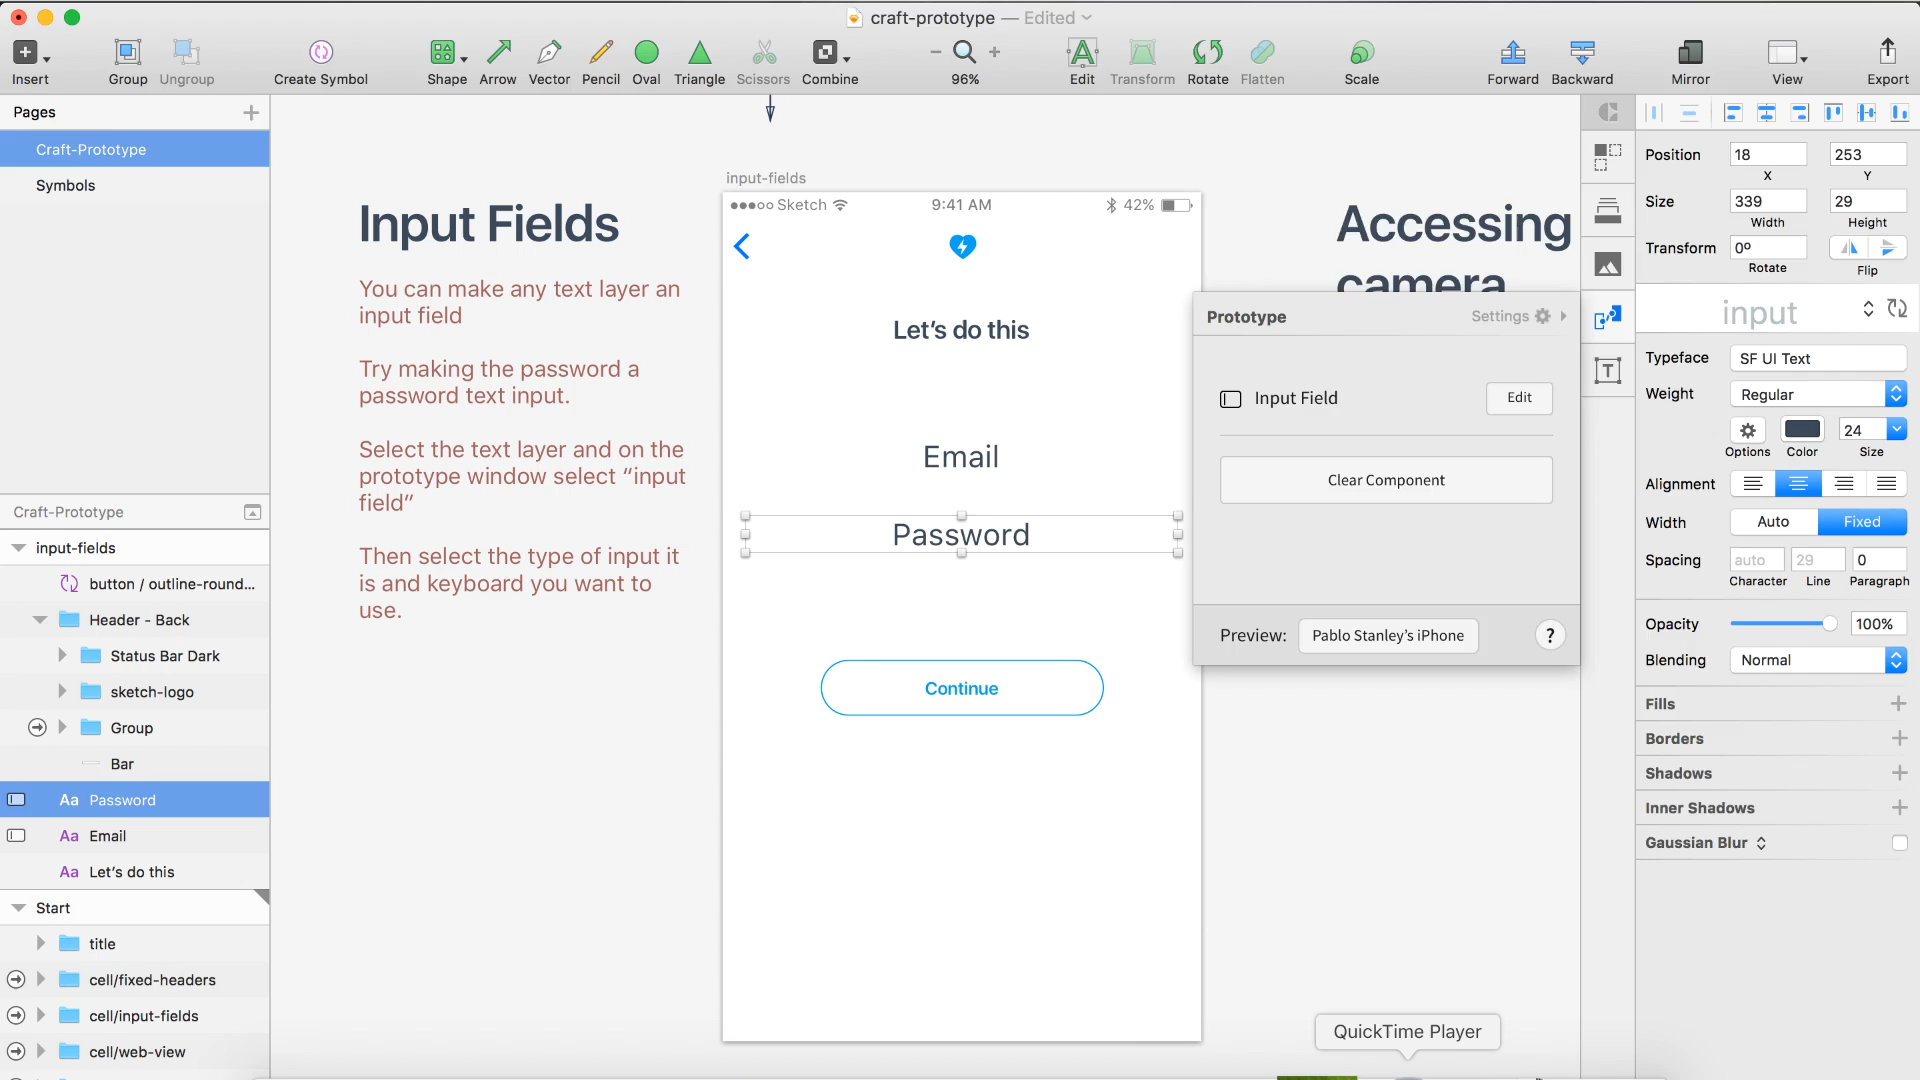 craft-prototype — Edited
Insert
Group
Ungroup
Create Symbol
Shape
Arrow
Vector
Pencil
Oval
Triangle
Scissors
Combine
96%
Edit
Transform
Rotate
Flatten
Scale
Forward
Backward
Mirror
View
Export
Pages
Craft-Prototype
Symbols
Craft-Prototype
input-fields
button / outline-round...
Header - Back
Status Bar Dark
sketch-logo
Group
Bar
Aa Password
Aa Email
Aa Let's do this
Start
title
cell/fixed-headers
cell/input-fields
cell/web-view
Input Fields
You can make any text layer an
input field
Try making the password a
password text input.
Select the text layer and on the
prototype window select “input
field”
Then select the type of input it
is and keyboard you want to
use.
input-fields
Sketch
9:41 AM
42%
Let’s do this
Email
Password
Continue
Accessing
camera
Prototype
Settings
Input Field
Edit
Clear Component
Preview:
Pablo Stanley’s iPhone
?
QuickTime Player
Position
18
253
X
Y
Size
339
29
Width
Height
Transform
0º
Rotate
Flip
input
Typeface
SF UI Text
Weight
Regular
24
Options
Color
Size
Alignment
Width
Auto
Fixed
Spacing
auto
29
0
Character
Line
Paragraph
Opacity
100%
Blending
Normal
Fills
Borders
Shadows
Inner Shadows
Gaussian Blur